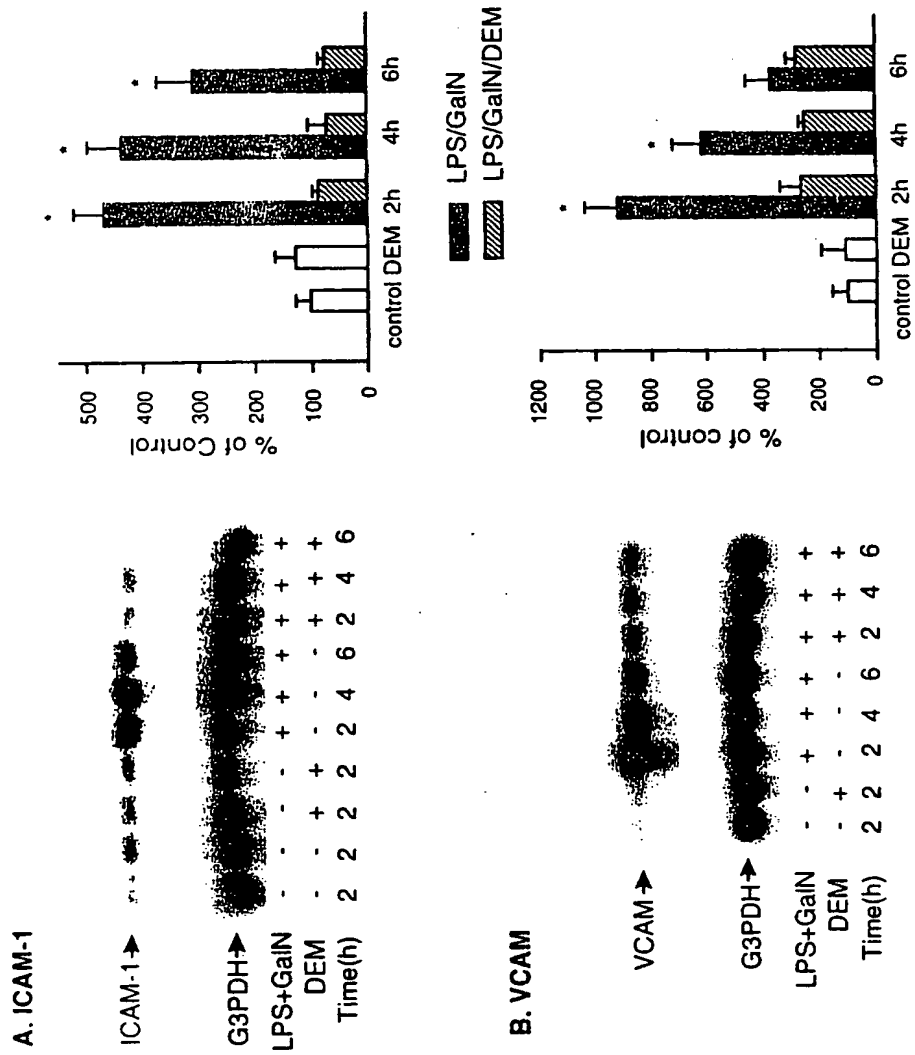 A. ICAM-1
ICAM-1
G3PDH
LPS+GalN - - - - + + + + + +
DEM - - + + - - - + + +
Time(h) 2 2 2 2 2 4 6 2 4 6
% of Control
500
400
300
200
100
0
* * *
control DEM 2h 4h 6h
LPS/GalN
LPS/GalN/DEM
B. VCAM
VCAM
G3PDH
LPS+GalN - - + + + + + +
DEM - + - - - + + +
Time(h) 2 2 2 4 6 2 4 6
% of control
1200
1000
800
600
400
200
0
* *
control DEM 2h 4h 6h